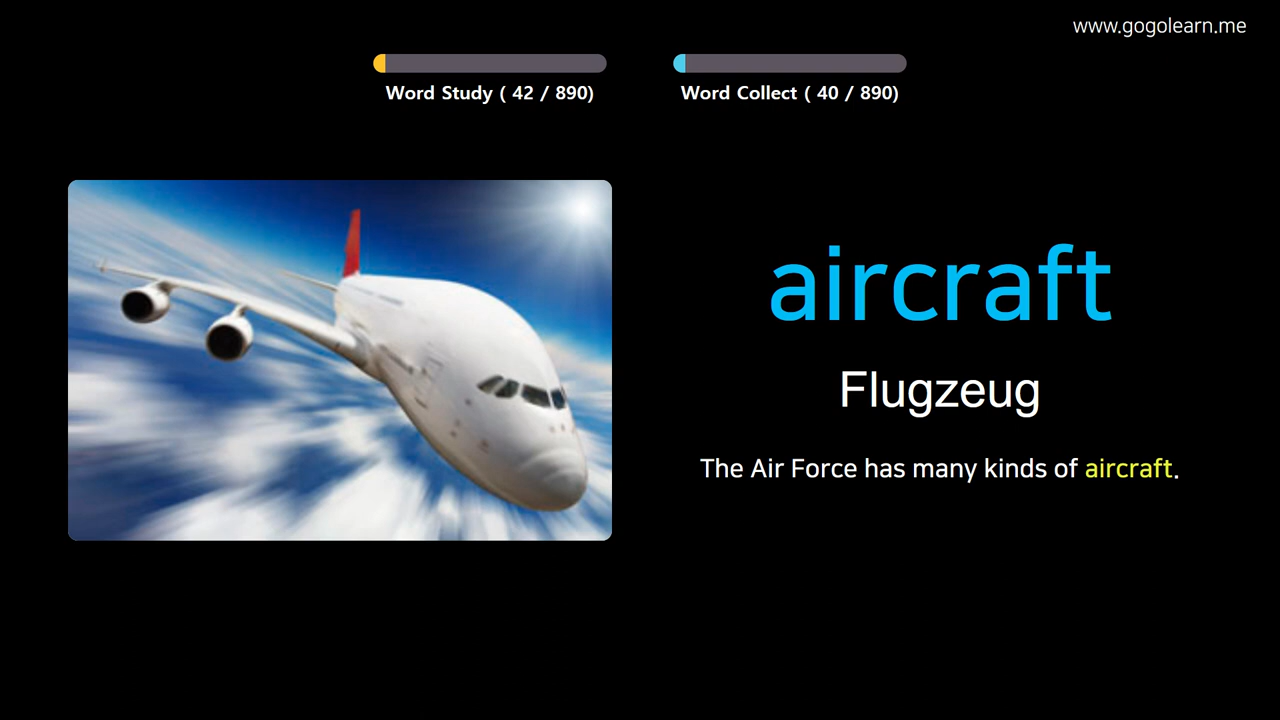 www.gogolearn.me
Word Study ( 42 / 890)
Word Collect ( 40 / 890)
aircraft
Flugzeug
The Air Force has many kinds of aircraft.